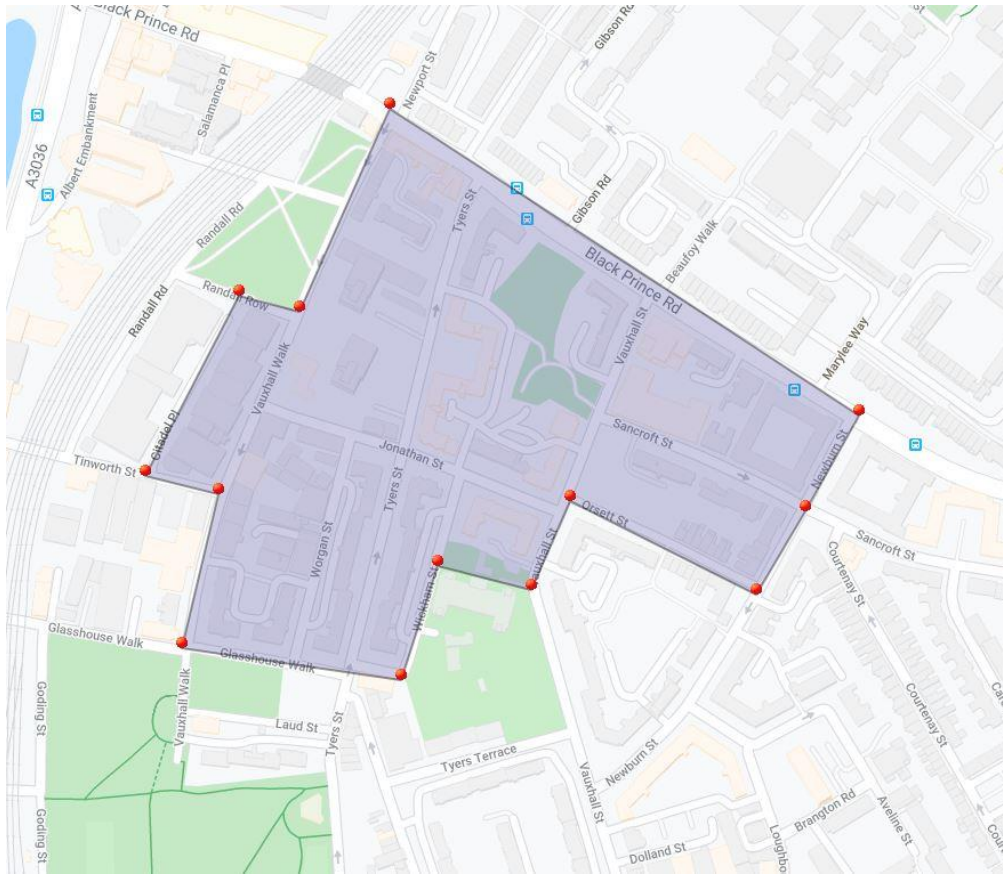 Black Prince Rd
Gibson Rd
St
Newport St
Salamanca Pl
Albert Embankment
A3036
Tyers St
Gibson Rd
Randall Rd
Beaufoy Walk
Black Prince Rd
Randall Row
Randall Rd
Vauxhall St
Marylee Way
Vauxhall Walk
Citadel Pl
Sancroft St
Newburn St
Jonathan St
Tinworth St
Tyers St
Orsett St
Worgan St
Vauxhall St
Sancroft St
Courtenay St
Wickham St
Glasshouse Walk
Glasshouse Walk
Vauxhall Walk
Goding St
Courtenay St
Laud St
Tyers St
Tyers Terrace
Newburn St
Vauxhall St
Brangton Rd
Aveline St
Goding St
Dolland St